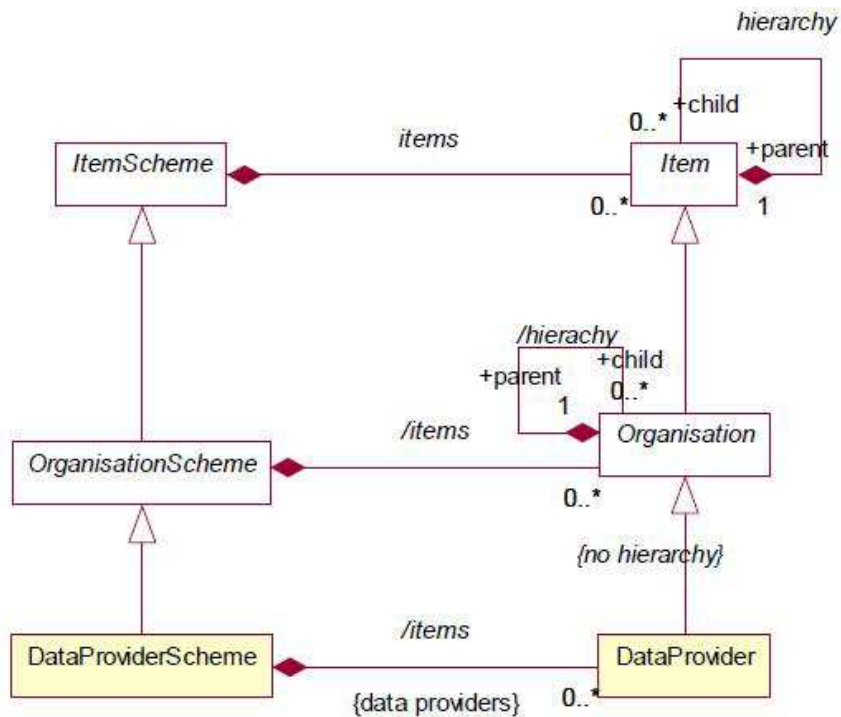 hierarchy
+child
0..*
items
ItemScheme
Item
+parent
0..*
1
/hierachy
+child
+parent
0..*
1
/items
Organisation
OrganisationScheme
0..*
{no hierarchy}
/items
DataProviderScheme
DataProvider
{data providers}
0..*